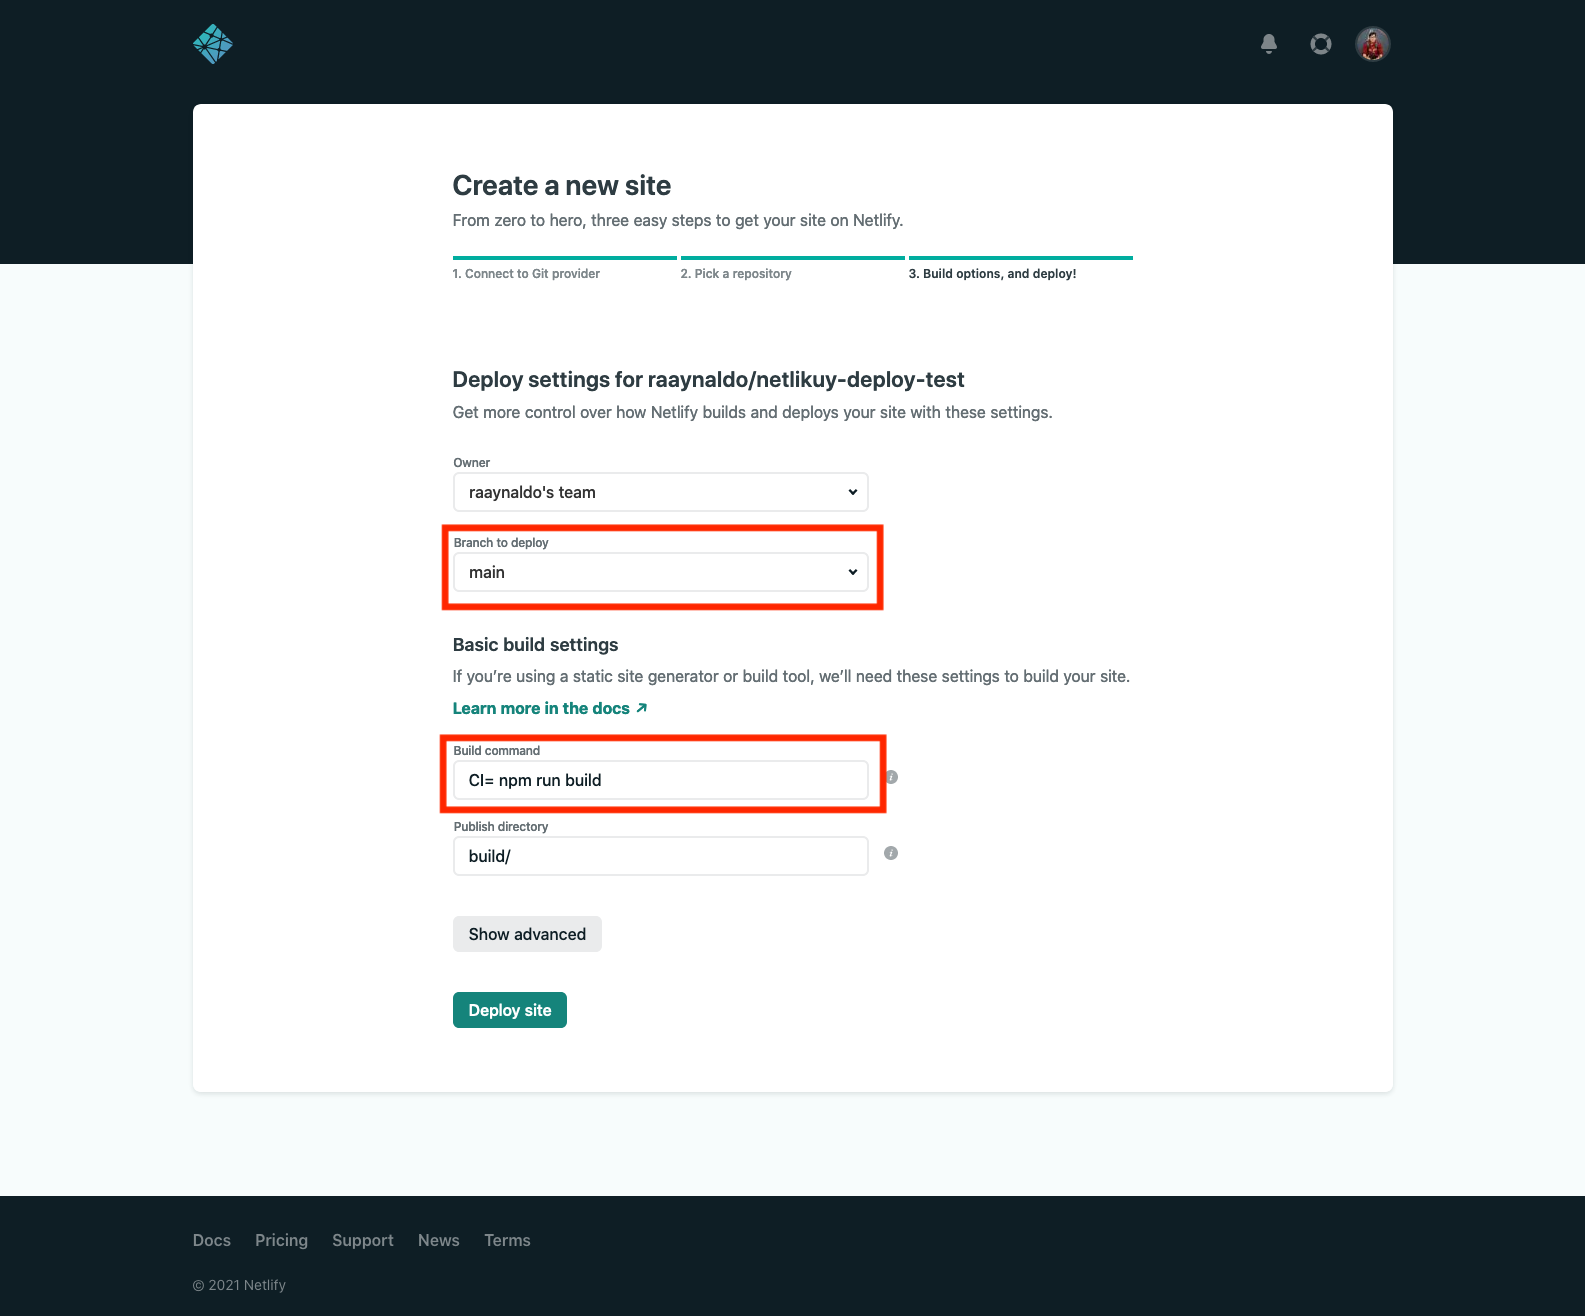 Create a new site
From zero to hero, three easy steps to get your site on Netlify.
1. Connect to Git provider
2. Pick a repository
3. Build options, and deploy!
Deploy settings for raaynaldo/netlikuy-deploy-test
Get more control over how Netlify builds and deploys your site with these settings.
Owner
raaynaldo's team
Branch to deploy
main
Basic build settings
If you’re using a static site generator or build tool, we’ll need these settings to build your site.
Learn more in the docs ↗
Build command
CI= npm run build
Publish directory
build/
Show advanced
Deploy site
Docs Pricing Support News Terms
© 2021 Netlify